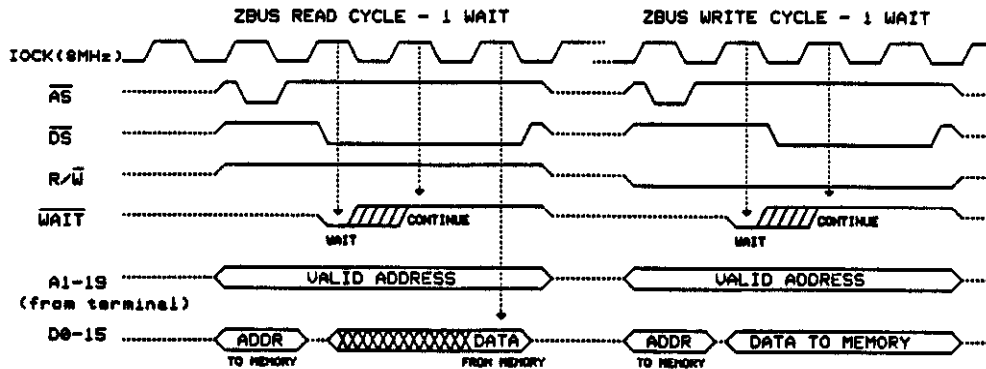 ZBUS READ CYCLE - 1 WAIT
ZBUS WRITE CYCLE - 1 WAIT
IOCK(8MHz)
AS
DS
R/W
WAIT
WAIT
CONTINUE
WAIT
CONTINUE
A1-19
(from terminal)
VALID ADDRESS
VALID ADDRESS
D0-15
ADDR
DATA
ADDR
DATA TO MEMORY
TO MEMORY
FROM MEMORY
TO MEMORY